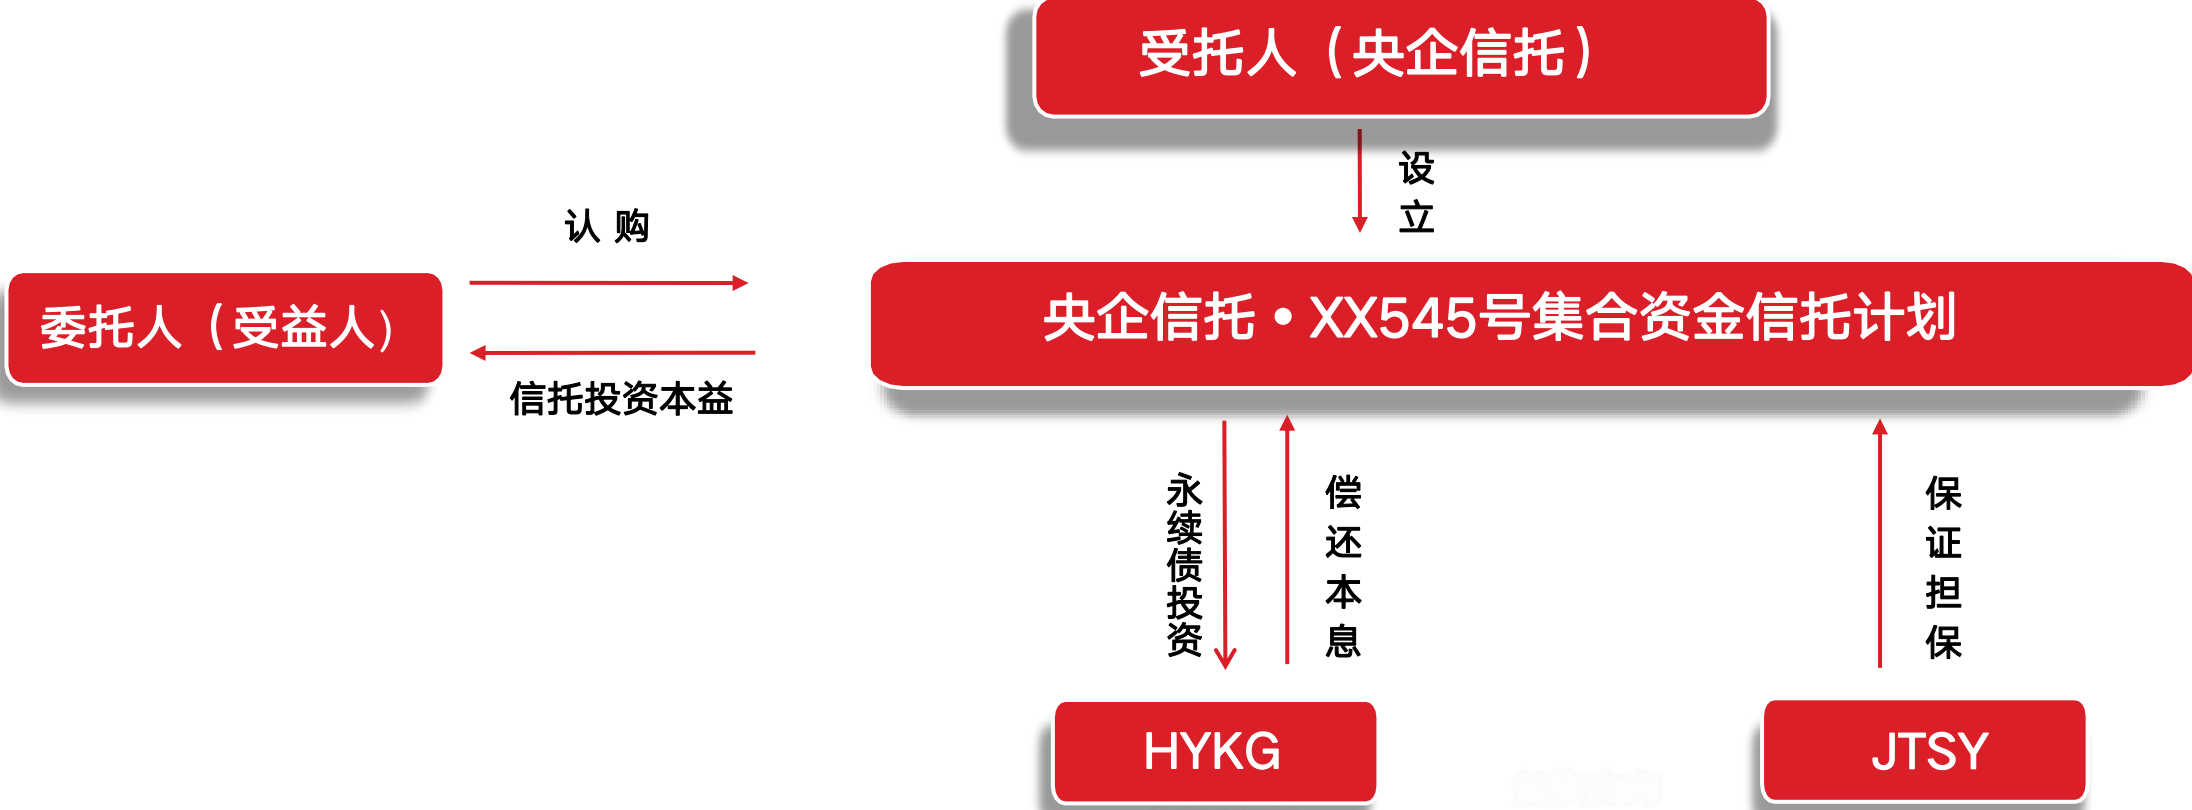 受托人（央企信托）
设立
认购
委托人（受益人）
央企信托•XX545号集合资金信托计划
信托投资本益
永续债投资
偿还本息
保证担保
HYKG
JTSY